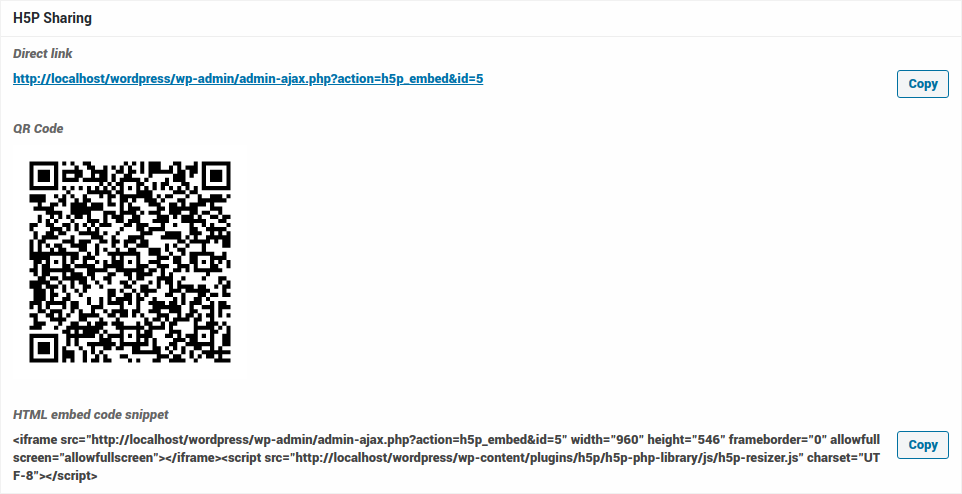 H5P Sharing
Direct link
http://localhost/wordpress/wp-admin/admin-ajax.php?action=h5p_embed&id=5
Copy
QR Code
HTML embed code snippet
<iframe src="http://localhost/wordpress/wp-admin/admin-ajax.php?action=h5p_embed&id=5" width="960" height="546" frameborder="0" allowfull
screen="allowfullscreen"></iframe><script src="http://localhost/wordpress/wp-content/plugins/h5p/h5p-php-library/js/h5p-resizer.js" charset="UT
F-8"></script>
Copy